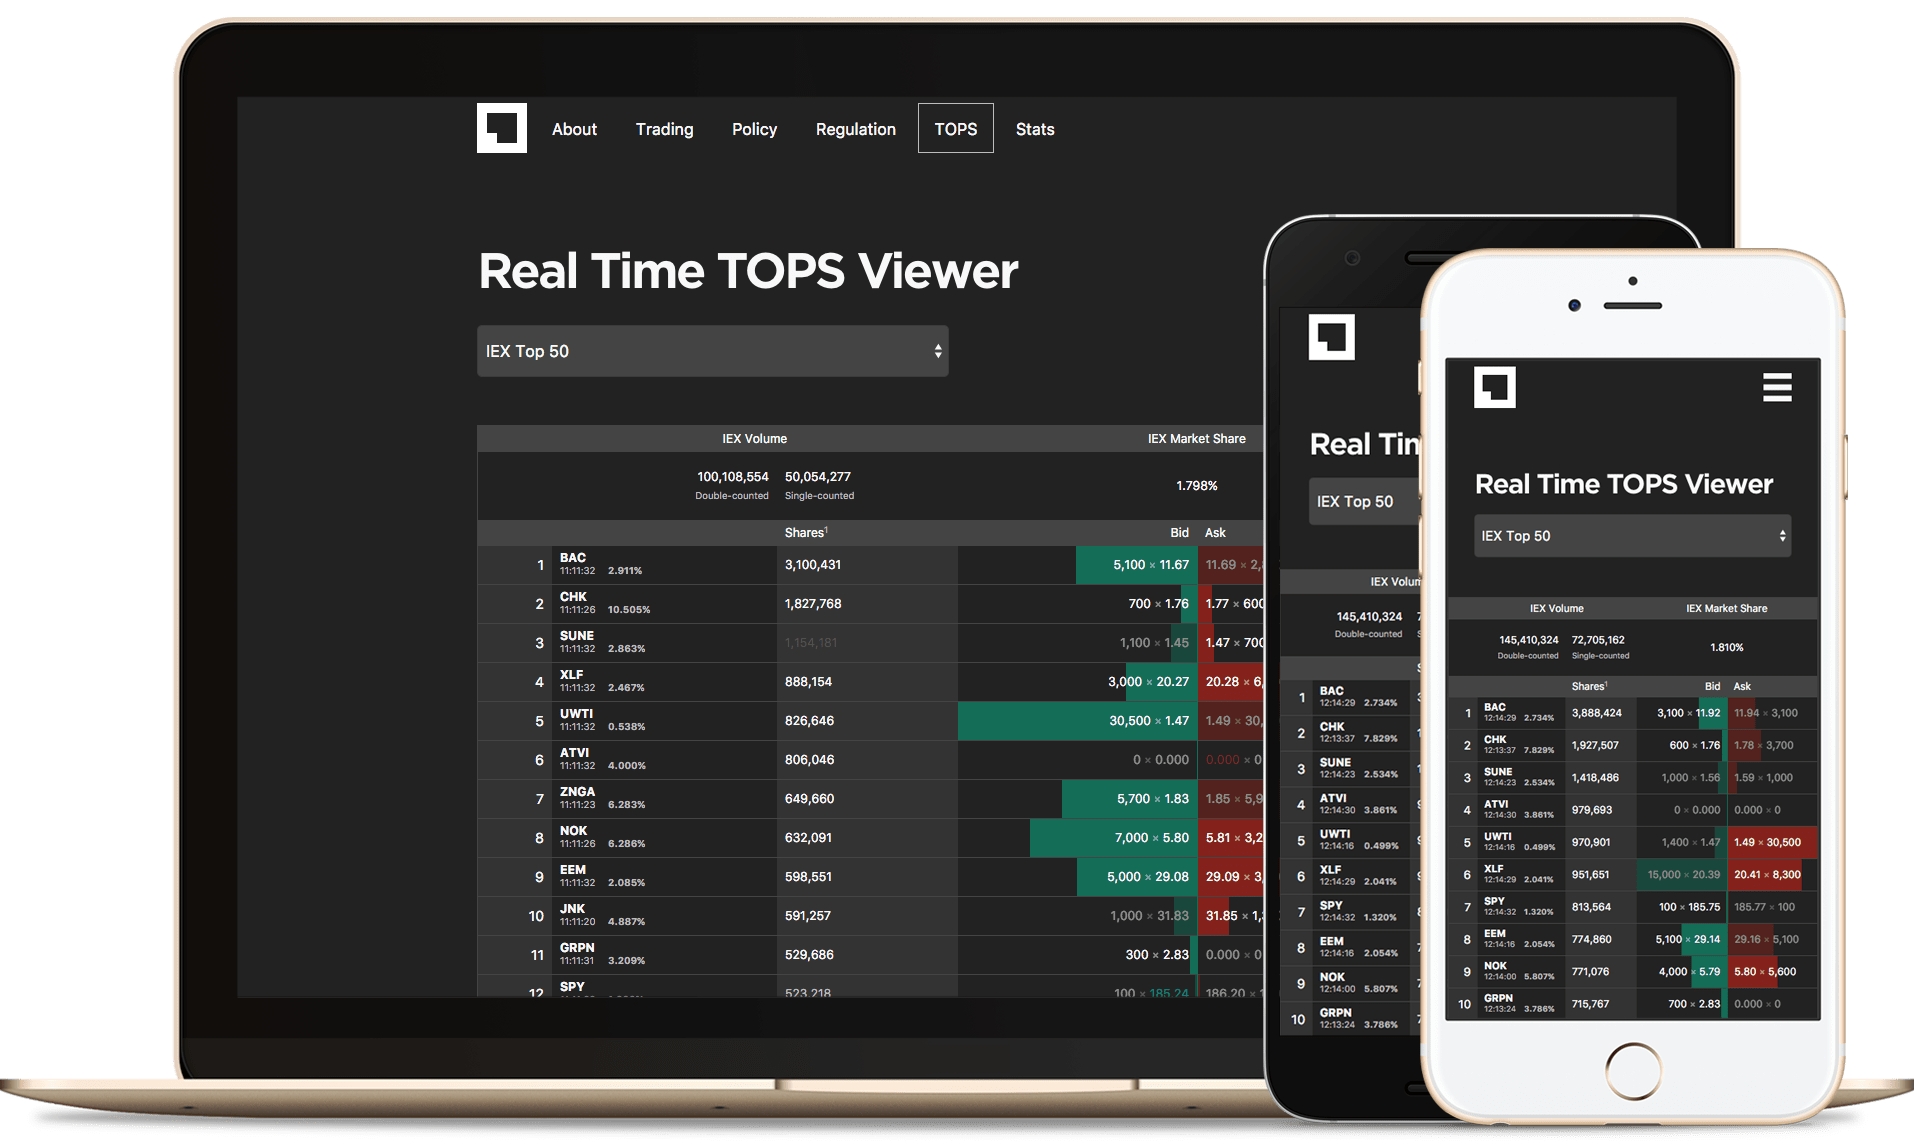 About Trading Policy Regulation TOPS Stats
Real Time TOPS Viewer
IEX Top 50
IEX Volume IEX Market Share
100,108,554 50,054,277
Double-counted Single-counted
1.798%
Shares1 Bid Ask
1 BAC 3,100,431 5,100 × 11.67 11.69 × 2,
11:11:32 2.911%
2 CHK 1,827,768 700 × 1.76 1.77 × 600
11:11:26 10.505%
3 SUNE 1,154,181 1,100 × 1.45 1.47 × 700
11:11:32 2.863%
4 XLF 888,154 3,000 × 20.27 20.28 × 6,
11:11:32 2.467%
5 UWTI 826,646 30,500 × 1.47 1.49 × 30,
11:11:32 0.538%
6 ATVI 806,046 0 × 0.000 0.000 × 0
11:11:32 4.000%
7 ZNGA 649,660 5,700 × 1.83 1.85 × 5,9
11:11:23 6.283%
8 NOK 632,091 7,000 × 5.80 5.81 × 3,2
11:11:26 6.286%
9 EEM 598,551 5,000 × 29.08 29.09 × 3,
11:11:32 2.085%
10 JNK 591,257 1,000 × 31.83 31.85 × 1,
11:11:20 4.887%
11 GRPN 529,686 300 × 2.83 0.000 × 0
11:11:31 3.209%
12 SPY 523,218 100 × 185.24 186.20 ×
Real Tim
IEX Top 50
IEX Volum
145,410,324
Double-counted
1 BAC
12:14:29 2.734%
2 CHK
12:13:37 7.829%
3 SUNE
12:14:23 2.534%
4 ATVI
12:14:30 3.861%
5 UWTI
12:14:16 0.499%
6 XLF
12:14:29 2.041%
7 SPY
12:14:32 1.320%
8 EEM
12:14:16 2.054%
9 NOK
12:14:00 5.807%
10 GRPN
12:13:24 3.786%
Real Time TOPS Viewer
IEX Top 50
IEX Volume IEX Market Share
145,410,324 72,705,162
Double-counted Single-counted
1.810%
Shares1 Bid Ask
1 BAC 3,888,424 3,100 × 11.92 11.94 × 3,100
12:14:29 2.734%
2 CHK 1,927,507 600 × 1.76 1.78 × 3,700
12:13:37 7.829%
3 SUNE 1,418,486 1,000 × 1.56 1.59 × 1,000
12:14:23 2.534%
4 ATVI 979,693 0 × 0.000 0.000 × 0
12:14:30 3.861%
5 UWTI 970,901 1,400 × 1.47 1.49 × 30,500
12:14:16 0.499%
6 XLF 951,651 15,000 × 20.39 20.41 × 8,300
12:14:29 2.041%
7 SPY 813,564 100 × 185.75 185.77 × 100
12:14:32 1.320%
8 EEM 774,860 5,100 × 29.14 29.16 × 5,100
12:14:16 2.054%
9 NOK 771,076 4,000 × 5.79 5.80 × 5,600
12:14:00 5.807%
10 GRPN 715,767 700 × 2.83 0.000 × 0
12:13:24 3.786%